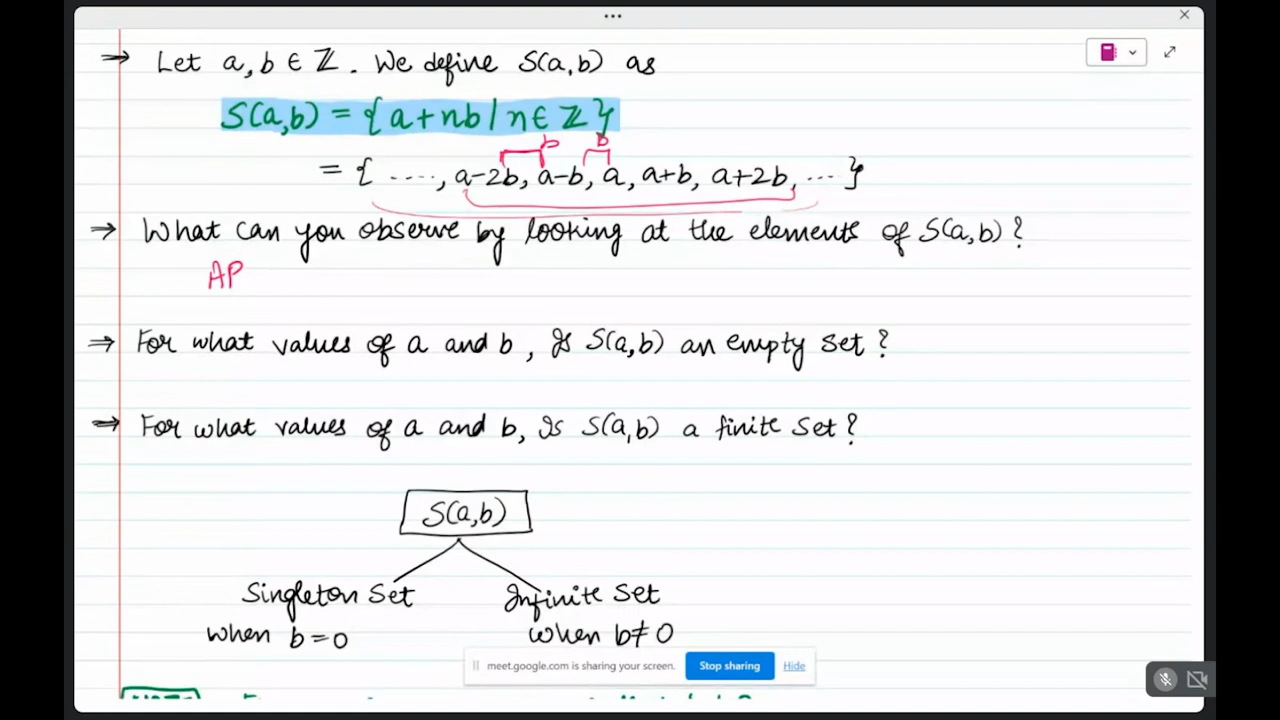 ⇒ Let a, b ∈ ℤ. We define S(a,b) as
S(a,b) = {a+nb | n ∈ ℤ}
b b
= { ....., a-2b, a-b, a, a+b, a+2b, .... }
⇒ What can you observe by looking at the elements of S(a,b)?
AP
⇒ For what values of a and b, Is S(a,b) an empty set?
⇒ For what values of a and b, Is S(a,b) a finite set?
S(a,b)
Singleton Set Infinite Set
when b=0 when b≠0
meet.google.com is sharing your screen. Stop sharing Hide